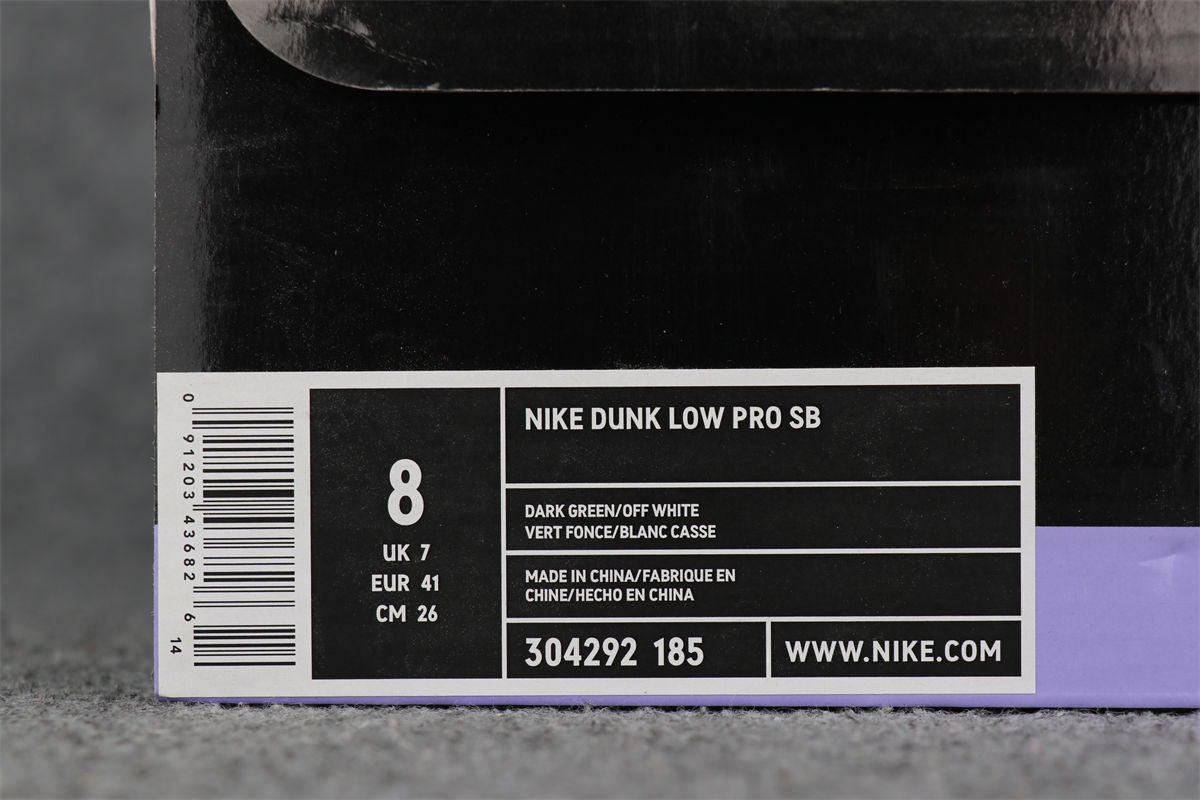 0 91203 43682 6
14
8
UK 7
EUR 41
CM 26
NIKE DUNK LOW PRO SB
DARK GREEN/OFF WHITE
VERT FONCE/BLANC CASSE
MADE IN CHINA/FABRIQUE EN
CHINE/HECHO EN CHINA
304292 185
WWW.NIKE.COM